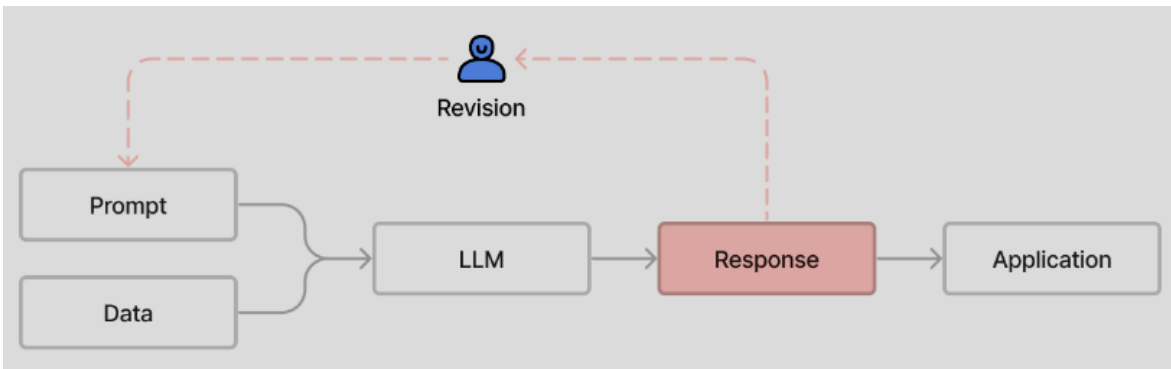 Revision
Prompt
Data
LLM
Response
Application